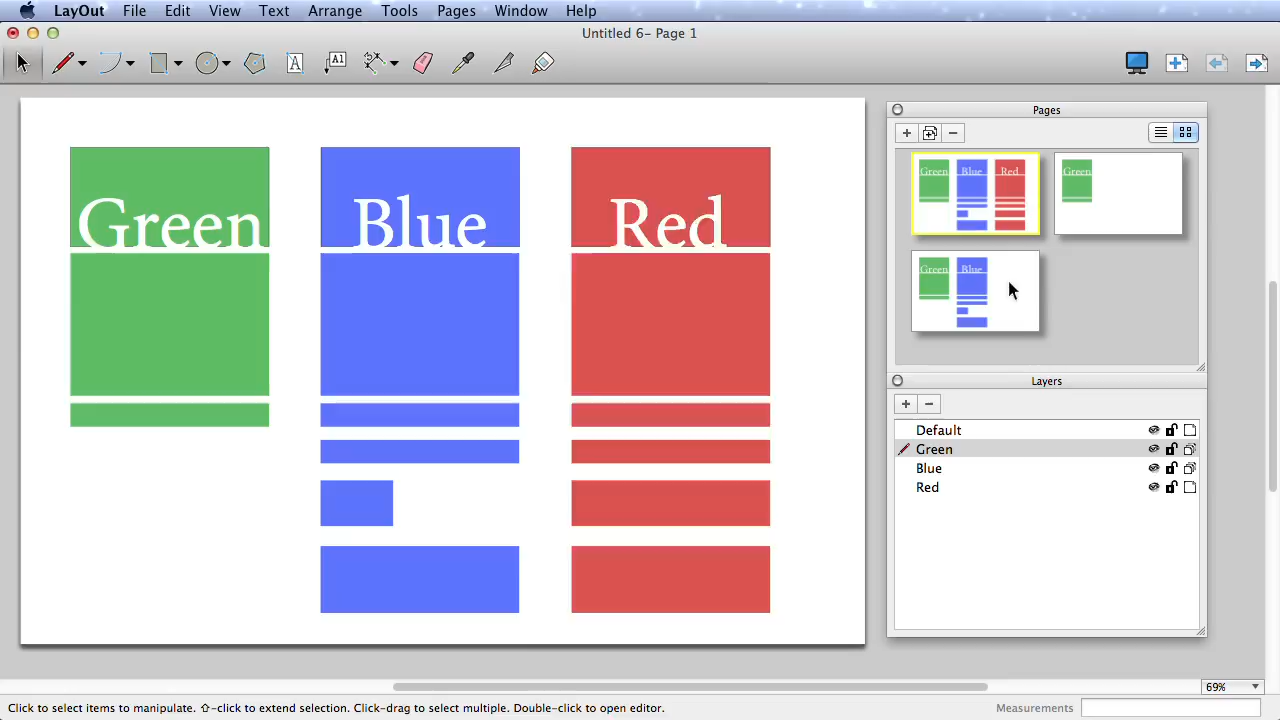 LayOut File Edit View Text Arrange Tools Pages Window Help
Untitled 6- Page 1
A A1
Pages
Green Blue Red Green
Green Blue
Green Blue Red
Layers
Default
Green
Blue
Red
69%
Click to select items to manipulate. ⇧-click to extend selection. Click-drag to select multiple. Double-click to open editor. Measurements